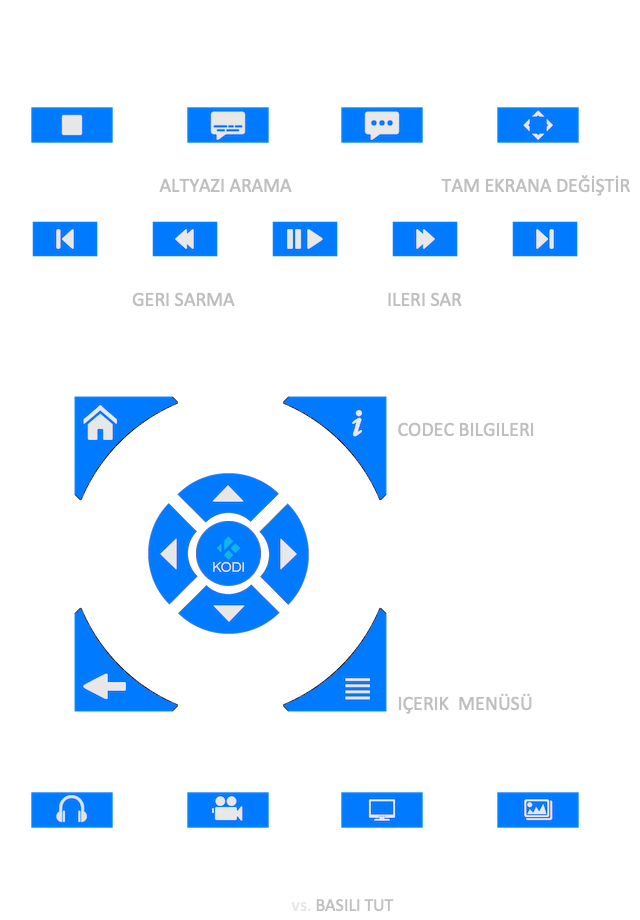 ALTYAZI ARAMA
TAM EKRANA DEĞİŞTİR
GERI SARMA
ILERI SAR
CODEC BILGILERI
KODI
IÇERIK MENÜSÜ
vs. BASILI TUT